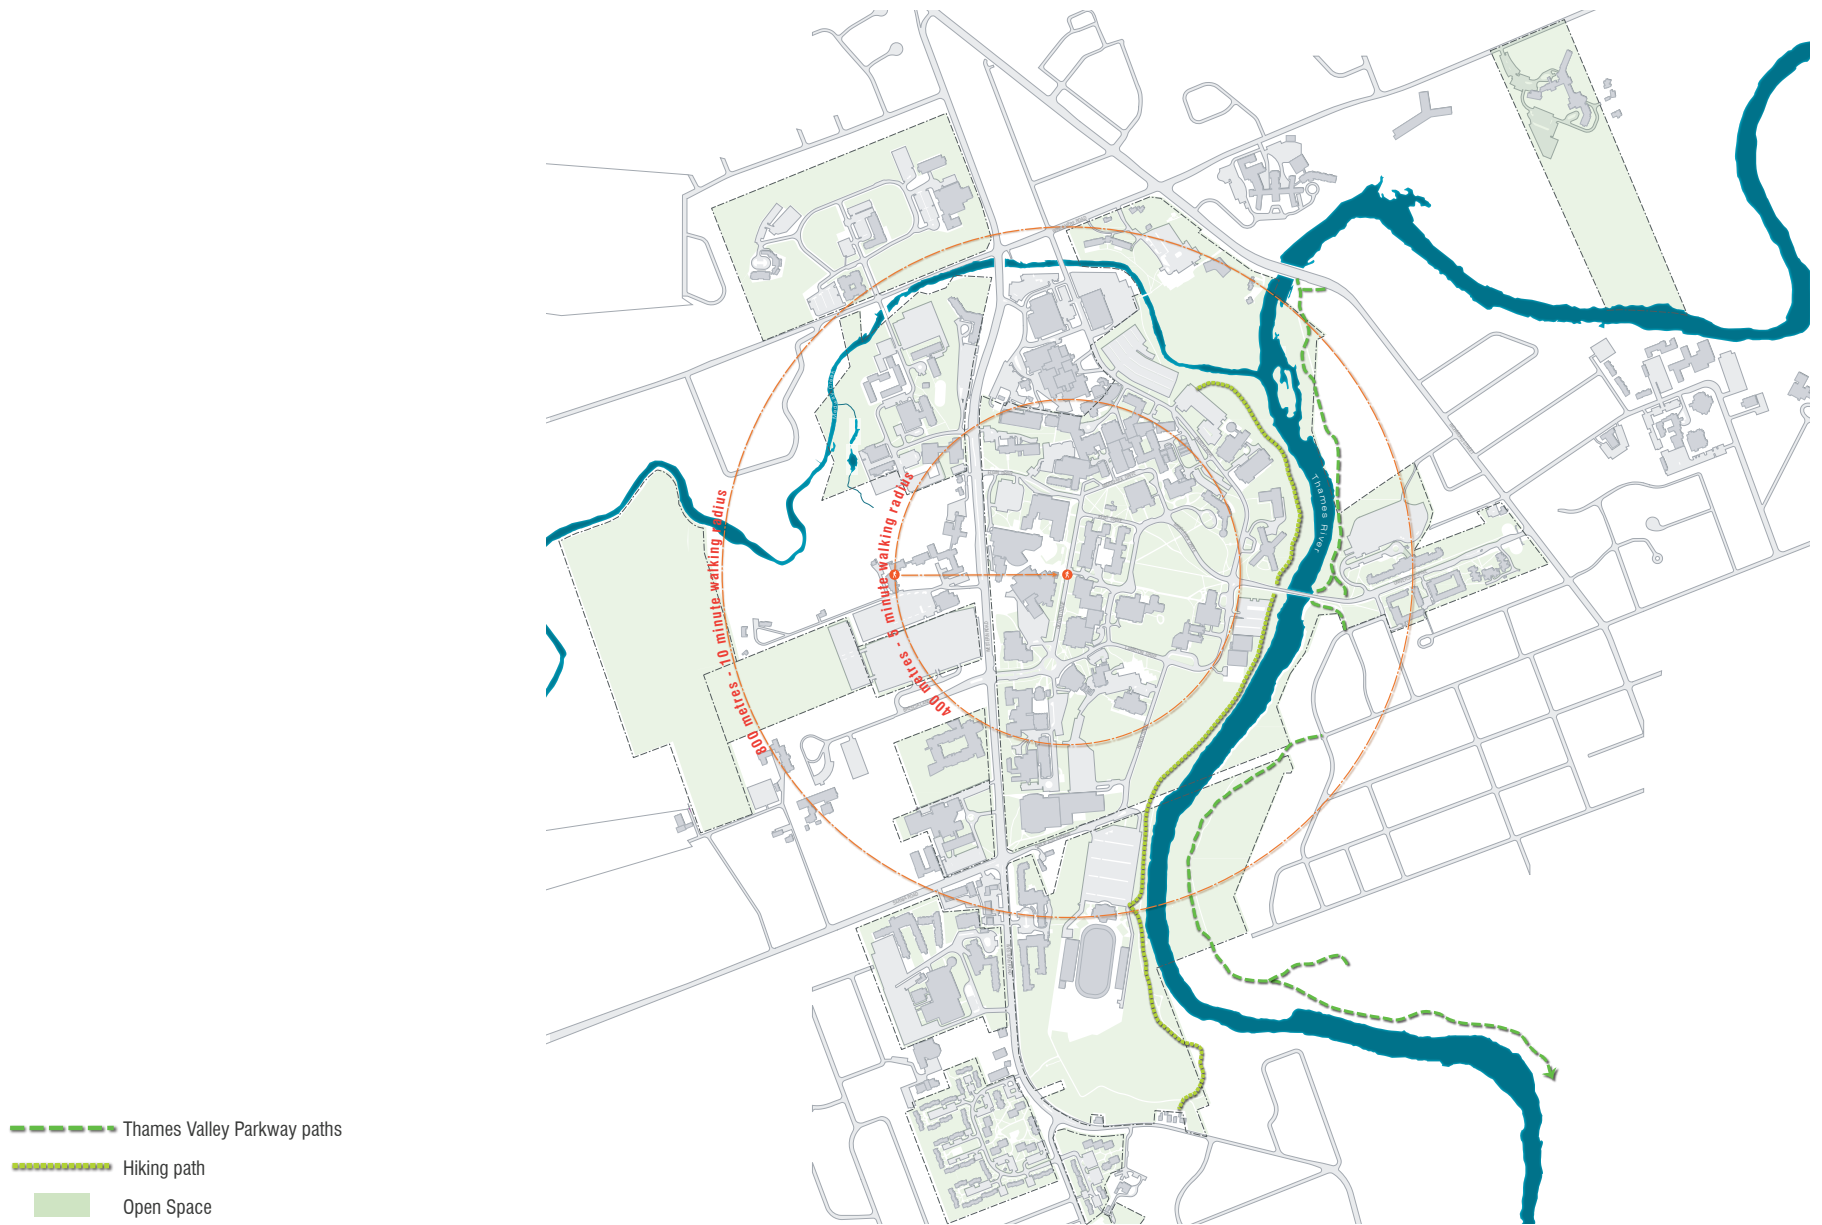 800 metres - 10 minute walking radius
400 metres - 5 minute walking radius
Thames River
Thames Valley Parkway paths
Hiking path
Open Space